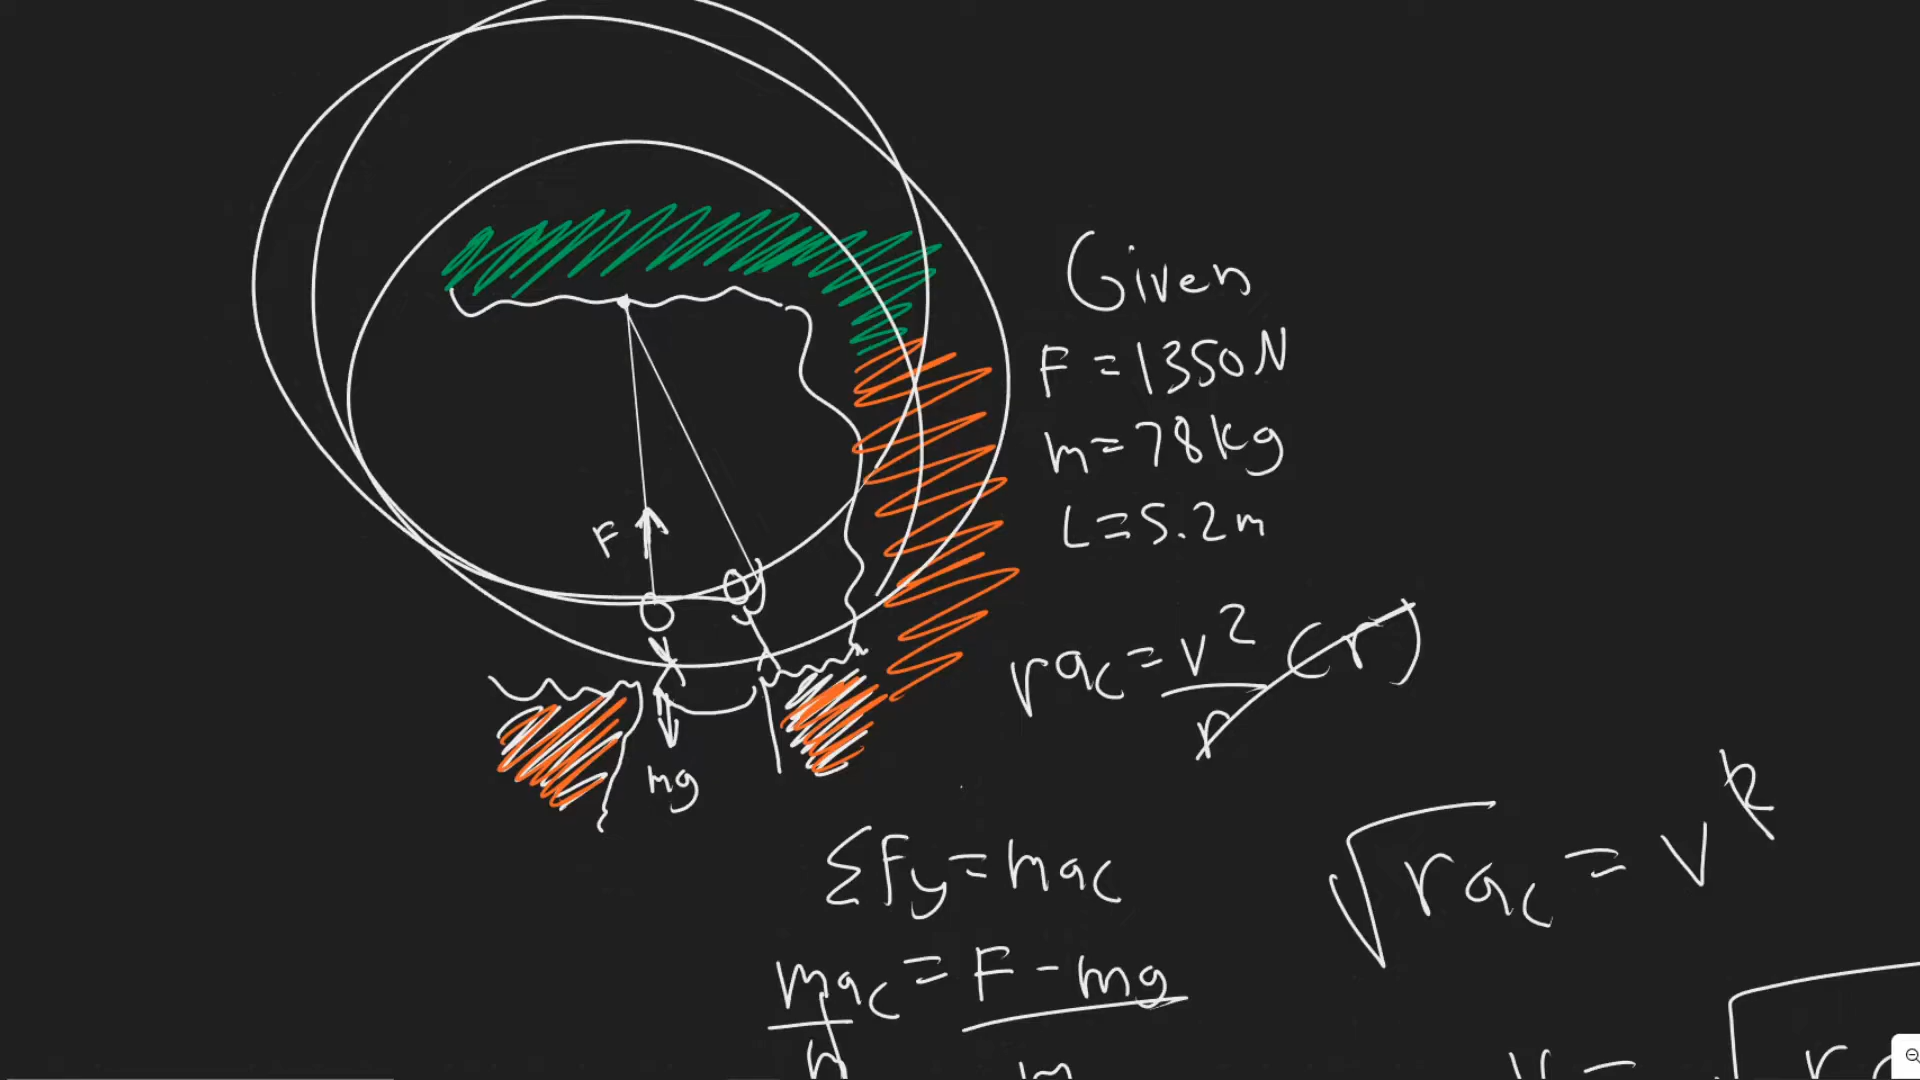 Given
F = 1350N
m = 78kg
L = 5.2m
F
mg
rac = v² (r)
r
ΣFy = mac
√rac = v
mac = F - mg
m
m
v = √r